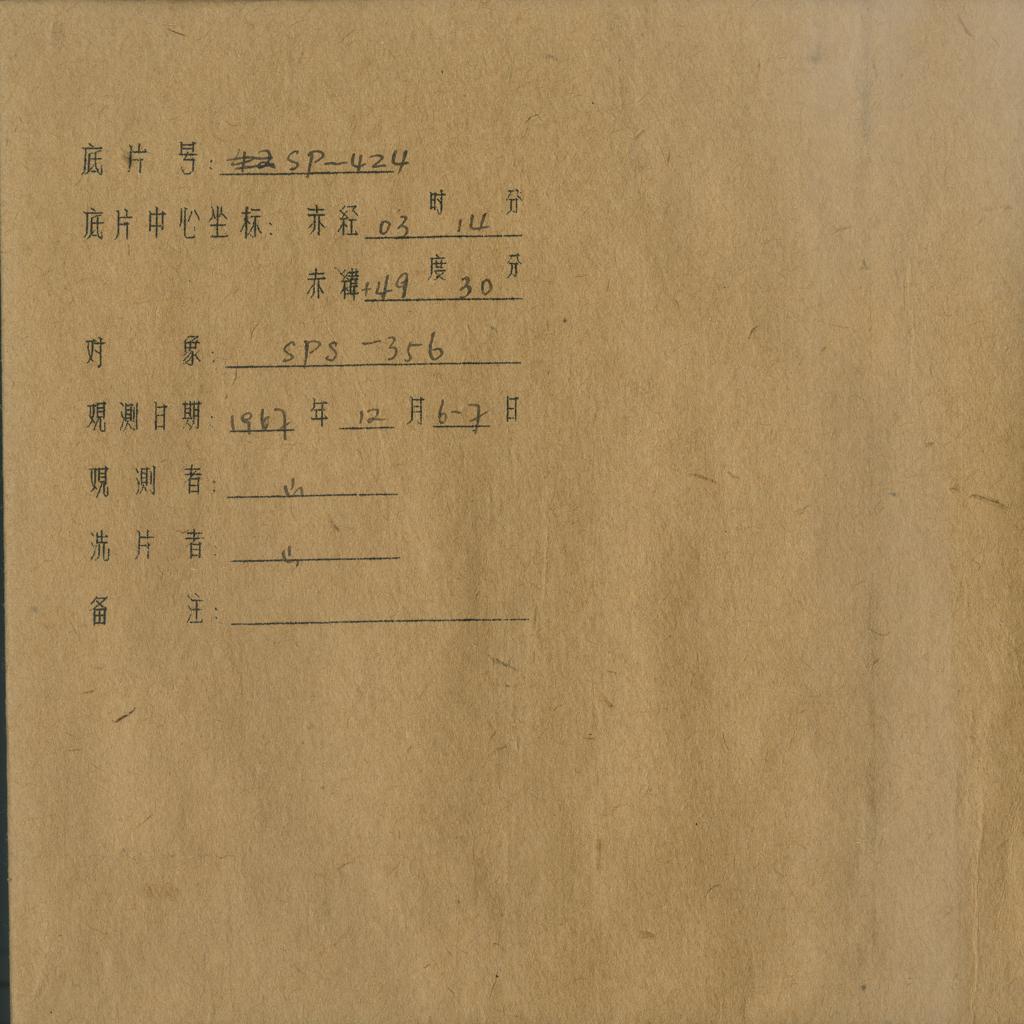 底片号: SP-424
底片中心坐标: 赤经 03 时 14 分
赤緯 +49 度 30 分
对象: SPS -356
观测日期: 1967 年 12 月 6-7 日
观测者:
洗片者:
备注: